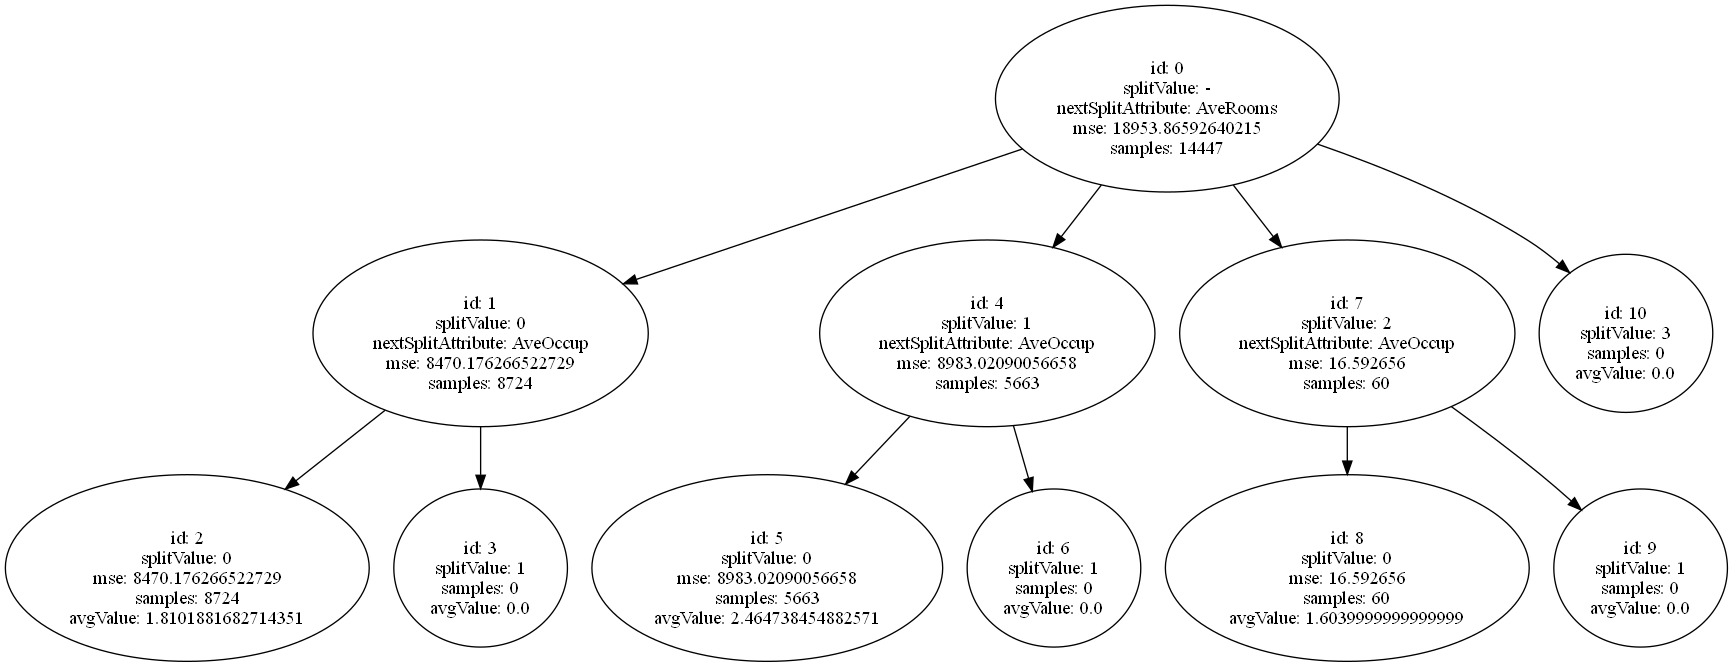 id: 0
splitValue: -
nextSplitAttribute: AveRooms
mse: 18953.86592640215
samples: 14447
id: 1
splitValue: 0
nextSplitAttribute: AveOccup
mse: 8470.176266522729
samples: 8724
id: 4
splitValue: 1
nextSplitAttribute: AveOccup
mse: 8983.02090056658
samples: 5663
id: 7
splitValue: 2
nextSplitAttribute: AveOccup
mse: 16.592656
samples: 60
id: 10
splitValue: 3
samples: 0
avgValue: 0.0
id: 2
splitValue: 0
mse: 8470.176266522729
samples: 8724
avgValue: 1.8101881682714351
id: 3
splitValue: 1
samples: 0
avgValue: 0.0
id: 5
splitValue: 0
mse: 8983.02090056658
samples: 5663
avgValue: 2.464738454882571
id: 6
splitValue: 1
samples: 0
avgValue: 0.0
id: 8
splitValue: 0
mse: 16.592656
samples: 60
avgValue: 1.6039999999999999
id: 9
splitValue: 1
samples: 0
avgValue: 0.0